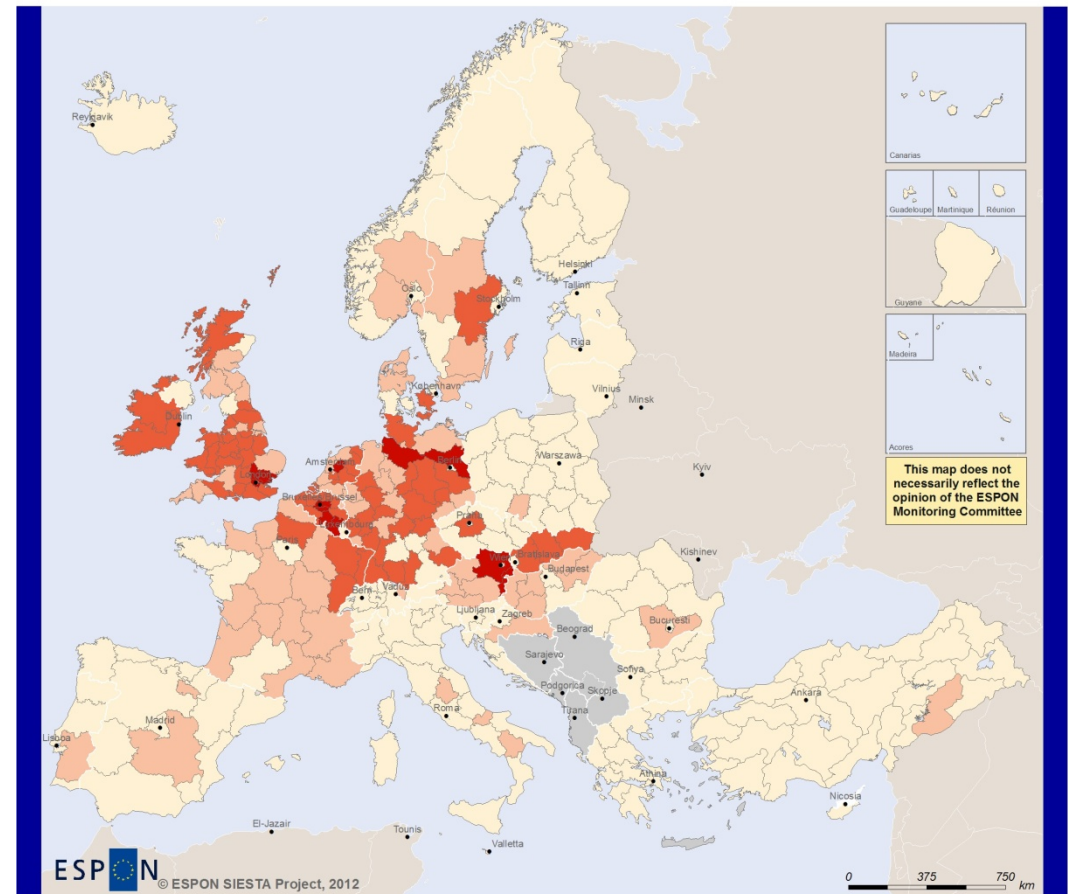 Reykjavik
Canarias
Guadeloupe
Martinique
Réunion
Guyane
Madeira
Acores
This map does not
necessarily reflect the
opinion of the ESPON
Monitoring Committee
Helsinki
Oslo
Tallinn
Stockholm
Riga
København
Vilnius
Minsk
Dublin
Berlin
Amsterdam
Warszawa
London
Kyiv
Praha
Paris
Kishinev
Wien
Bratislava
Budapest
Bern
Vaduz
Ljubljana
Zagreb
Bucuresti
Beograd
Sarajevo
Sofiya
Podgorica
Skopje
Ankara
Roma
Tirana
Madrid
Lisboa
Athina
Nicosia
El-Jazair
Tounis
Valletta
ESPON
© ESPON SIESTA Project, 2012
0 375 750
km